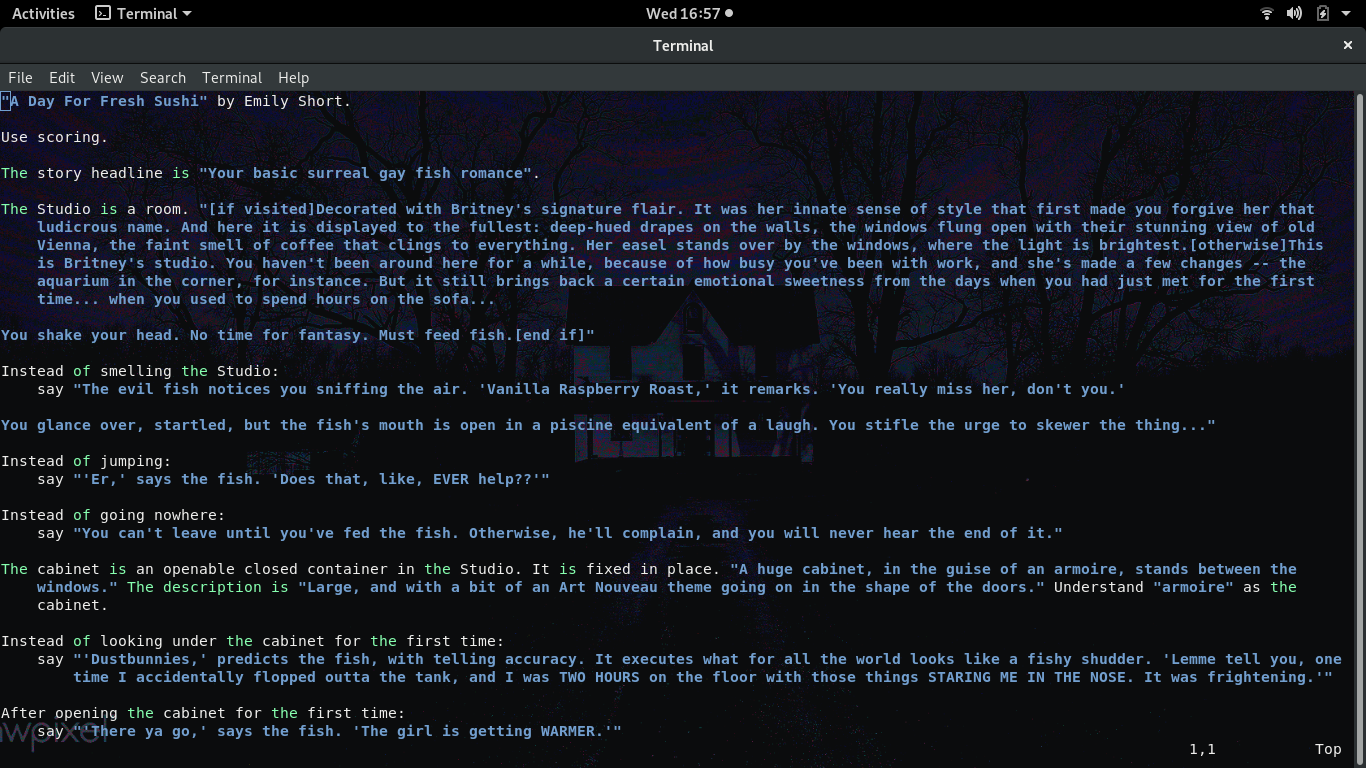 Activities Terminal Wed 16:57
Terminal
File Edit View Search Terminal Help
"A Day For Fresh Sushi" by Emily Short.
Use scoring.
The story headline is "Your basic surreal gay fish romance".
The Studio is a room. "[if visited]Decorated with Britney's signature flair. It was her innate sense of style that first made you forgive her that
ludicrous name. And here it is displayed to the fullest: deep-hued drapes on the walls, the windows flung open with their stunning view of old
Vienna, the faint smell of coffee that clings to everything. Her easel stands over by the windows, where the light is brightest.[otherwise]This
is Britney's studio. You haven't been around here for a while, because of how busy you've been with work, and she's made a few changes -- the
aquarium in the corner, for instance. But it still brings back a certain emotional sweetness from the days when you had just met for the first
time... when you used to spend hours on the sofa...
You shake your head. No time for fantasy. Must feed fish.[end if]"
Instead of smelling the Studio:
say "The evil fish notices you sniffing the air. 'Vanilla Raspberry Roast,' it remarks. 'You really miss her, don't you.'
You glance over, startled, but the fish's mouth is open in a piscine equivalent of a laugh. You stifle the urge to skewer the thing..."
Instead of jumping:
say "'Er,' says the fish. 'Does that, like, EVER help??'"
Instead of going nowhere:
say "You can't leave until you've fed the fish. Otherwise, he'll complain, and you will never hear the end of it."
The cabinet is an openable closed container in the Studio. It is fixed in place. "A huge cabinet, in the guise of an armoire, stands between the
windows." The description is "Large, and with a bit of an Art Nouveau theme going on in the shape of the doors." Understand "armoire" as the
cabinet.
Instead of looking under the cabinet for the first time:
say "'Dustbunnies,' predicts the fish, with telling accuracy. It executes what for all the world looks like a fishy shudder. 'Lemme tell you, one
time I accidentally flopped outta the tank, and I was TWO HOURS on the floor with those things STARING ME IN THE NOSE. It was frightening.'"
After opening the cabinet for the first time:
say "'There ya go,' says the fish. 'The girl is getting WARMER.'"
1,1 Top